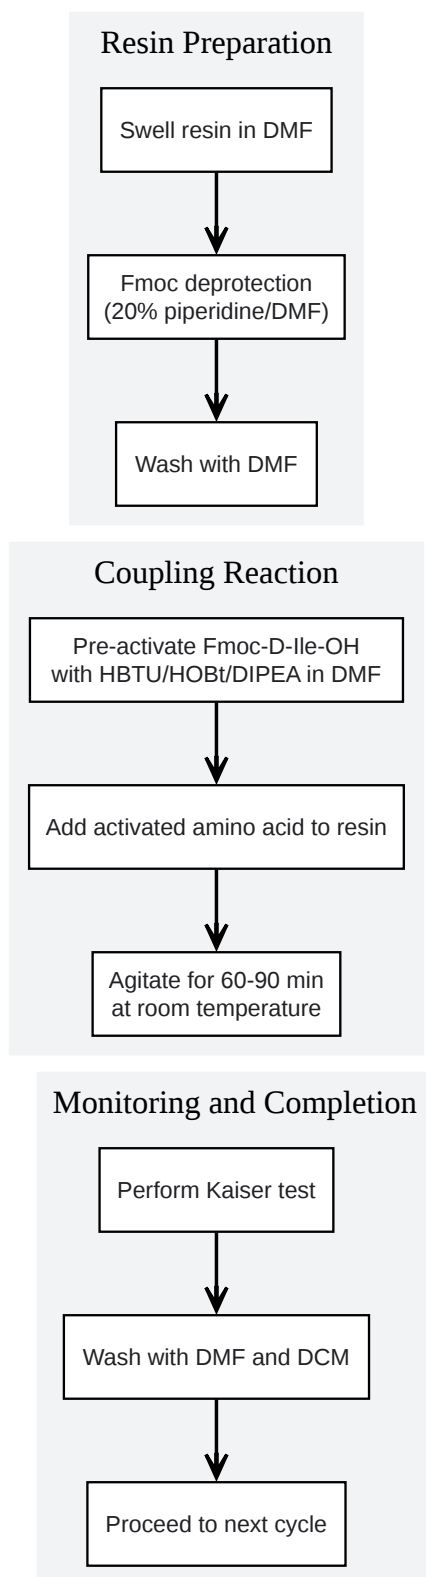 Resin Preparation
Swell resin in DMF
Fmoc deprotection
(20% piperidine/DMF)
Wash with DMF
Coupling Reaction
Pre-activate Fmoc-D-Ile-OH
with HBTU/HOBt/DIPEA in DMF
Add activated amino acid to resin
Agitate for 60-90 min
at room temperature
Monitoring and Completion
Perform Kaiser test
Wash with DMF and DCM
Proceed to next cycle